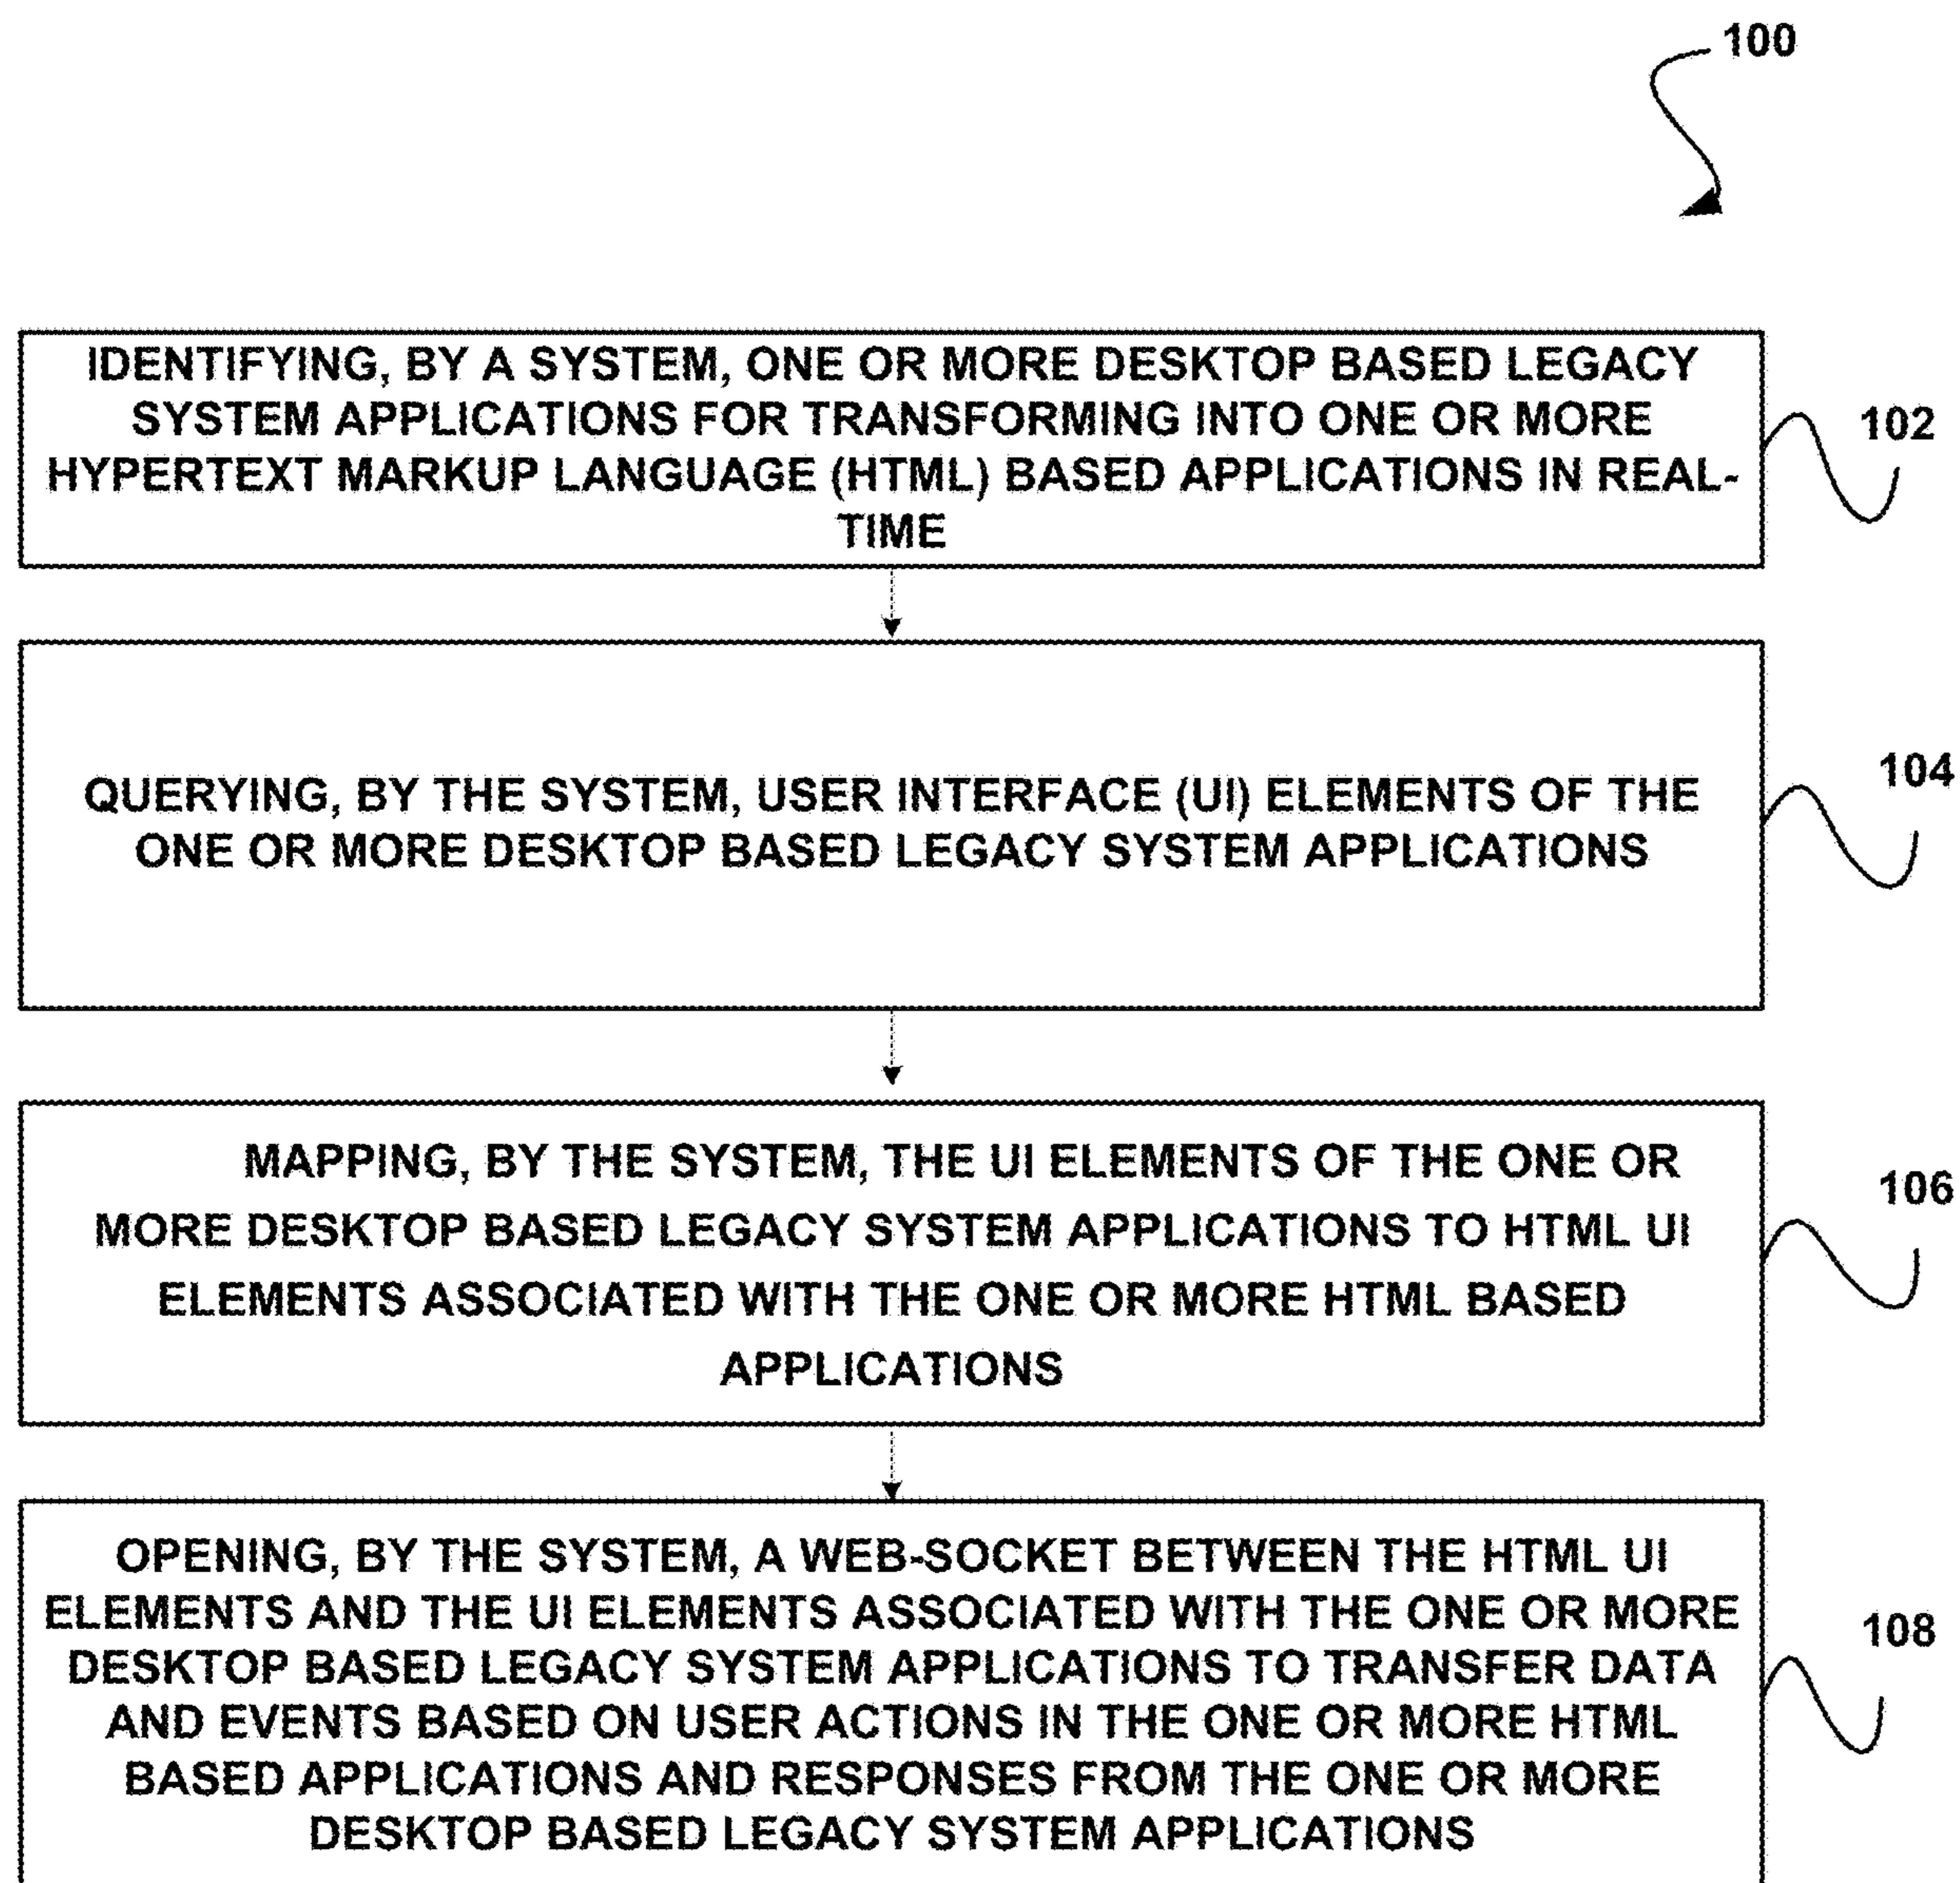 100
IDENTIFYING, BY A SYSTEM, ONE OR MORE DESKTOP BASED LEGACY
SYSTEM APPLICATIONS FOR TRANSFORMING INTO ONE OR MORE
HYPERTEXT MARKUP LANGUAGE (HTML) BASED APPLICATIONS IN REAL-
TIME
102
QUERYING, BY THE SYSTEM, USER INTERFACE (UI) ELEMENTS OF THE
ONE OR MORE DESKTOP BASED LEGACY SYSTEM APPLICATIONS
104
MAPPING, BY THE SYSTEM, THE UI ELEMENTS OF THE ONE OR
MORE DESKTOP BASED LEGACY SYSTEM APPLICATIONS TO HTML UI
ELEMENTS ASSOCIATED WITH THE ONE OR MORE HTML BASED
APPLICATIONS
106
OPENING, BY THE SYSTEM, A WEB-SOCKET BETWEEN THE HTML UI
ELEMENTS AND THE UI ELEMENTS ASSOCIATED WITH THE ONE OR MORE
DESKTOP BASED LEGACY SYSTEM APPLICATIONS TO TRANSFER DATA
AND EVENTS BASED ON USER ACTIONS IN THE ONE OR MORE HTML
BASED APPLICATIONS AND RESPONSES FROM THE ONE OR MORE
DESKTOP BASED LEGACY SYSTEM APPLICATIONS
108